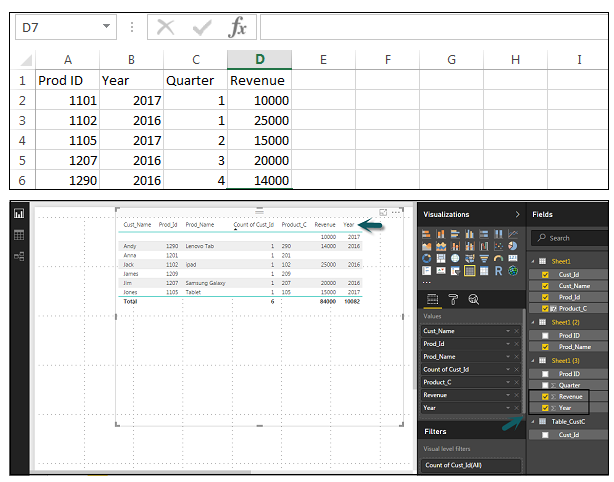 D7 fx
A B C D E F G H I
1 Prod ID Year Quarter Revenue
2 1101 2017 1 10000
3 1102 2016 1 25000
4 1105 2017 2 15000
5 1207 2016 3 20000
6 1290 2016 4 14000
Cust_Name Prod_Id Prod_Name Count of Cust_Id Product_C Revenue Year
10000 2017
Andy 1290 Lenovo Tab 1 290 14000 2016
Anna 1201 1 201
Jack 1102 ipad 1 102 25000 2016
James 1209 1 209
Jim 1207 Samsung Galaxy 1 207 20000 2016
Jones 1105 Tablet 1 105 15000 2017
Total 6 84000 10082
Visualizations
R
...
Values
Cust_Name
Prod_Id
Prod_Name
Count of Cust_Id
Product_C
Revenue
Year
Filters
Visual level filters
Count of Cust_Id(All)
Fields
Search
Sheet1
Cust_Id
Cust_Name
Prod_Id
Product_C
Sheet1 (2)
Prod ID
Prod_Name
Sheet1 (3)
Prod ID
Σ Quarter
Σ Revenue
Σ Year
Table_CustC
Cust_Id